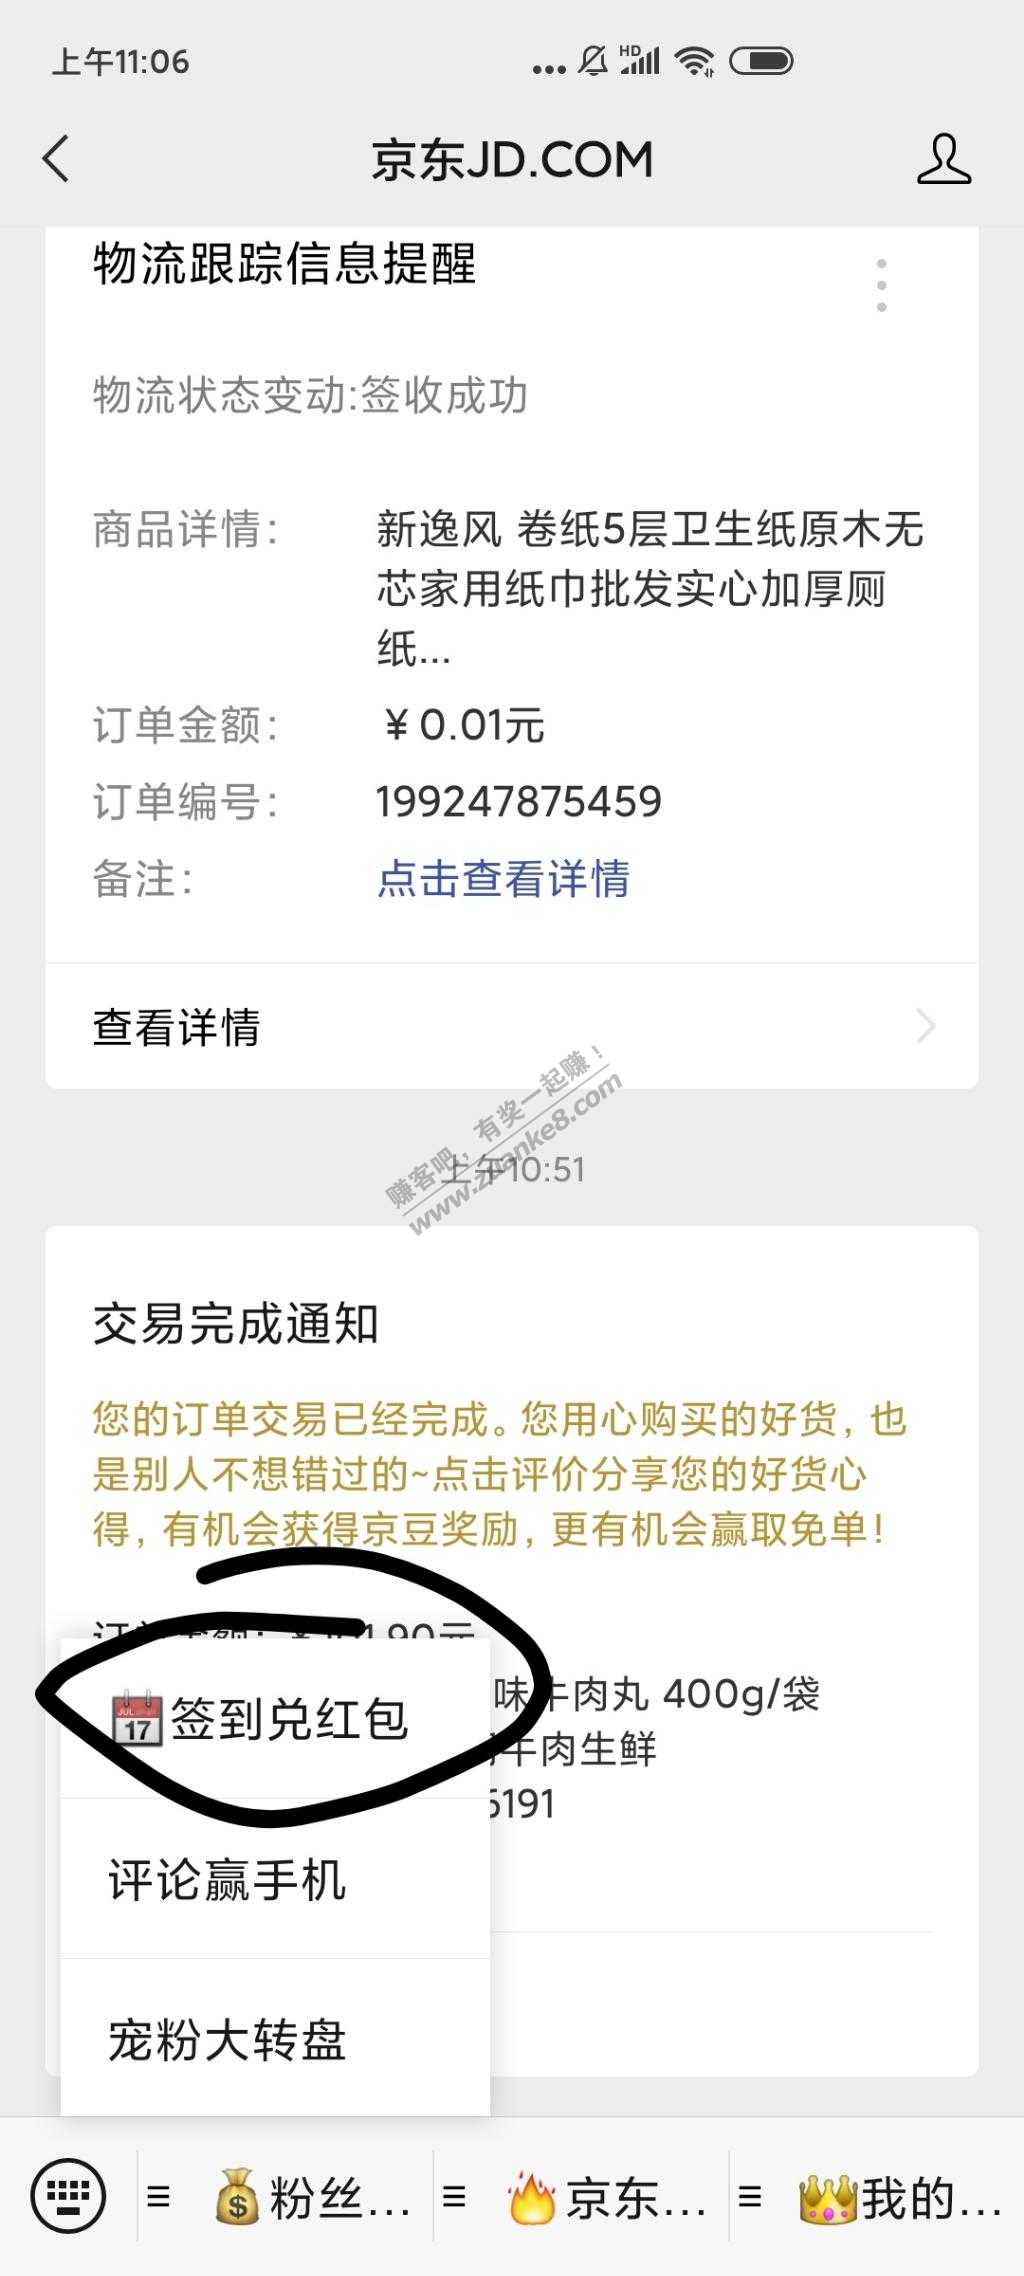 上午11:06
HD
京东JD.COM
物流跟踪信息提醒
物流状态变动:签收成功
商品详情: 新逸风 卷纸5层卫生纸原木无
芯家用纸巾批发实心加厚厕
纸...
订单金额: ¥0.01元
订单编号: 199247875459
备注: 点击查看详情
查看详情
赚客吧，有奖一起赚！
www.zuanke8.com
上午10:51
交易完成通知
您的订单交易已经完成。您用心购买的好货，也
是别人不想错过的~点击评价分享您的好货心
得，有机会获得京豆奖励，更有机会赢取免单！
订单金额: 1.90元
JUL 17 签到兑红包
味牛肉丸 400g/袋
牛肉生鲜
5191
评论赢手机
宠粉大转盘
粉丝... 京东... 我的...